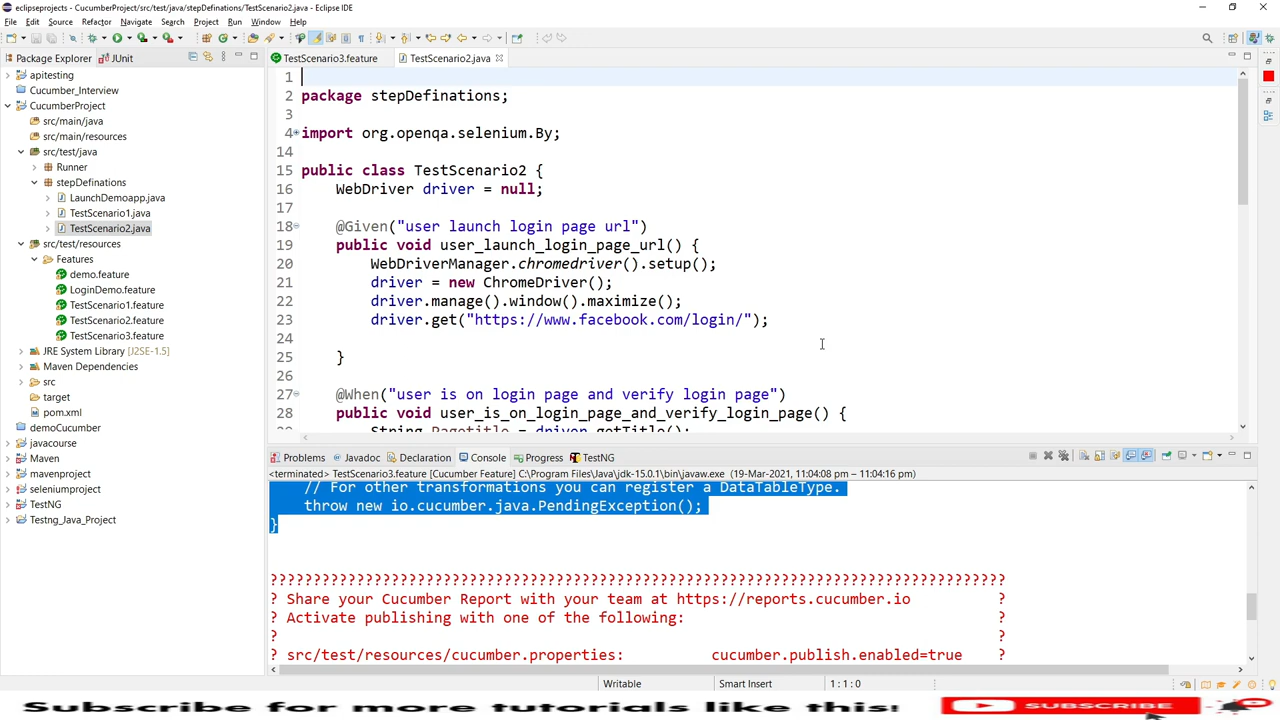 eclipseprojects - CucumberProject/src/test/java/stepDefinations/TestScenario2.java - Eclipse IDE
File Edit Source Refactor Navigate Search Project Run Window Help
Package Explorer JUnit
apitesting
Cucumber_Interview
CucumberProject
src/main/java
src/main/resources
src/test/java
Runner
stepDefinations
LaunchDemoapp.java
TestScenario1.java
TestScenario2.java
src/test/resources
Features
demo.feature
LoginDemo.feature
TestScenario1.feature
TestScenario2.feature
TestScenario3.feature
JRE System Library [J2SE-1.5]
Maven Dependencies
src
target
pom.xml
demoCucumber
javacourse
Maven
mavenproject
seleniumproject
TestNG
Testng_Java_Project
TestScenario3.feature TestScenario2.java
1
2 package stepDefinations;
3
4 import org.openqa.selenium.By;
14
15 public class TestScenario2 {
16 WebDriver driver = null;
17
18 @Given("user launch login page url")
19 public void user_launch_login_page_url() {
20 WebDriverManager.chromedriver().setup();
21 driver = new ChromeDriver();
22 driver.manage().window().maximize();
23 driver.get("https://www.facebook.com/login/");
24
25 }
26
27 @When("user is on login page and verify login page")
28 public void user_is_on_login_page_and_verify_login_page() {
29 String Pagetitle = driver.getTitle();
Problems Javadoc Declaration Console Progress TestNG
<terminated> TestScenario3.feature [Cucumber Feature] C:\Program Files\Java\jdk-15.0.1\bin\javaw.exe (19-Mar-2021, 11:04:08 pm – 11:04:16 pm)
// For other transformations you can register a DataTableType.
throw new io.cucumber.java.PendingException();
}
?????????????????????????????????????????????????????????????????????????????????????
? Share your Cucumber Report with your team at https://reports.cucumber.io ?
? Activate publishing with one of the following: ?
? ?
? src/test/resources/cucumber.properties: cucumber.publish.enabled=true ?
Writable Smart Insert 1 : 1 : 0
Subscribe for more tutorials like this! SUBSCRIBE